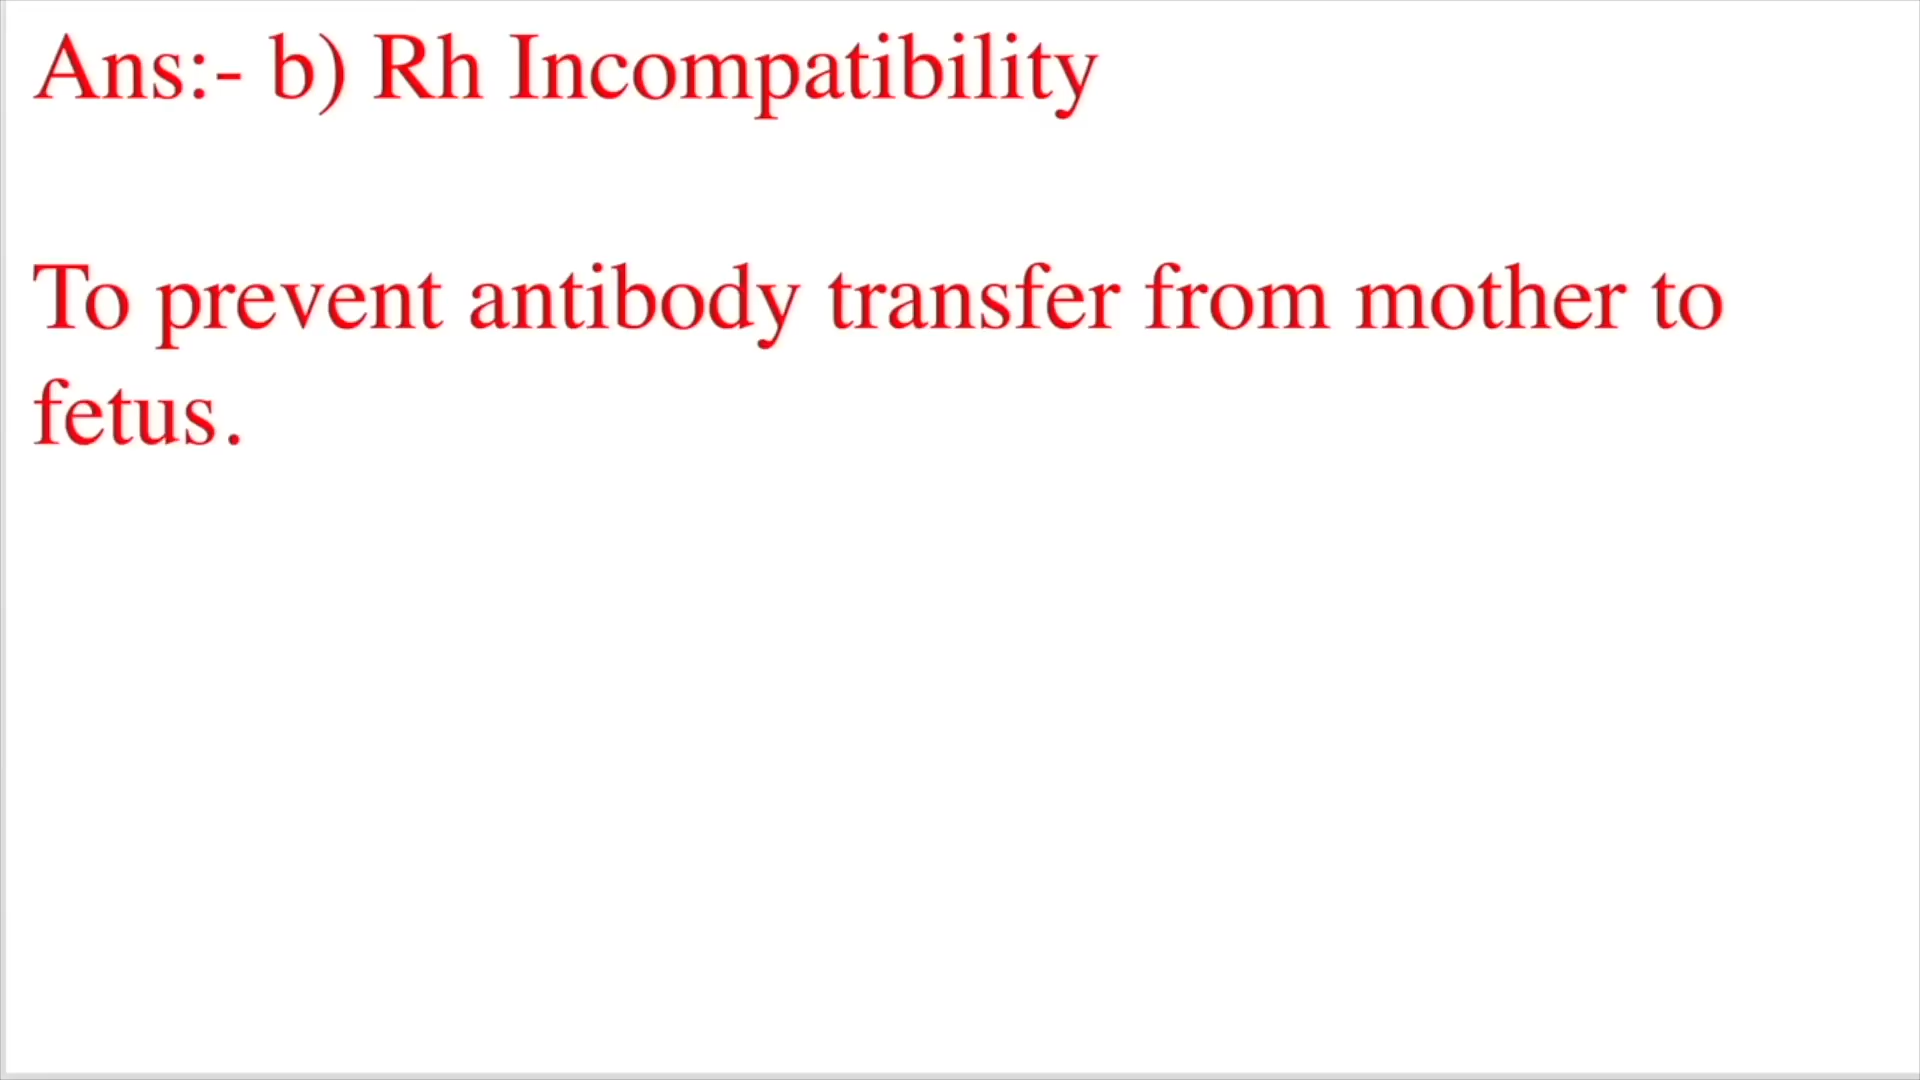 Ans:- b) Rh Incompatibility
To prevent antibody transfer from mother to
fetus.